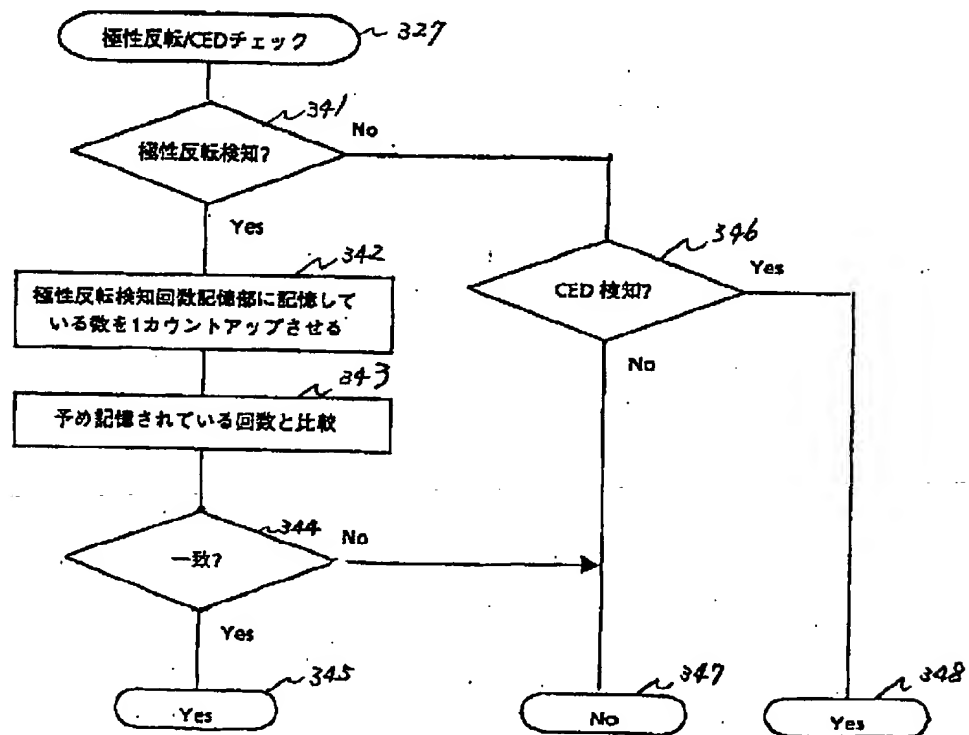 極性反転/CEDチェック
327
341
極性反転検知?
No
Yes
342
極性反転検知回数記憶部に記憶して
いる数を1カウントアップさせる
346
CED 検知?
Yes
No
343
予め記憶されている回数と比較
344
一致?
No
Yes
345
Yes
347
No
348
Yes